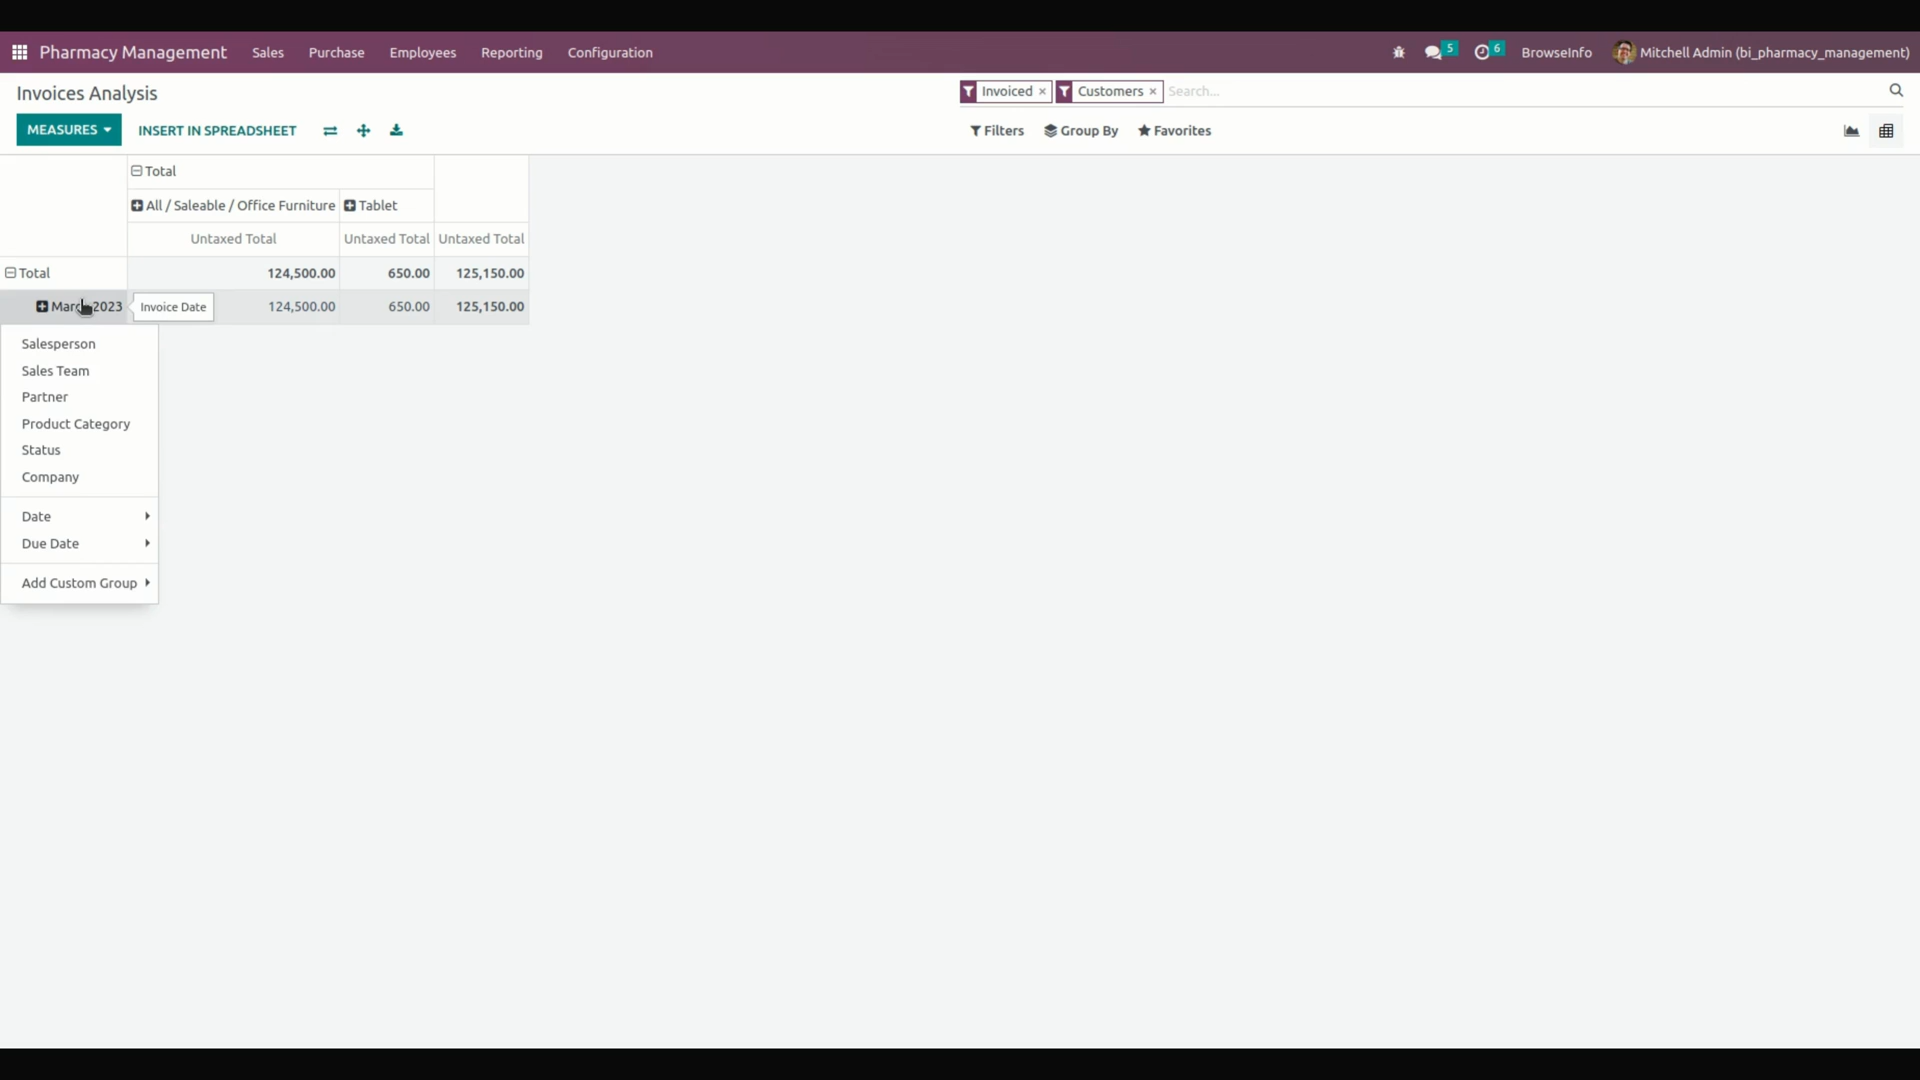 Pharmacy Management Sales Purchase Employees Reporting Configuration 5 6 BrowseInfo Mitchell Admin (bi_pharmacy_management)
Invoices Analysis Invoiced × Customers × Search...
MEASURES INSERT IN SPREADSHEET Filters Group By Favorites
Total
All / Saleable / Office Furniture Tablet
Untaxed Total Untaxed Total Untaxed Total
Total 124,500.00 650.00 125,150.00
2023 Invoice Date 124,500.00 650.00 125,150.00
Salesperson
Sales Team
Partner
Product Category
Status
Company
Date
Due Date
Add Custom Group